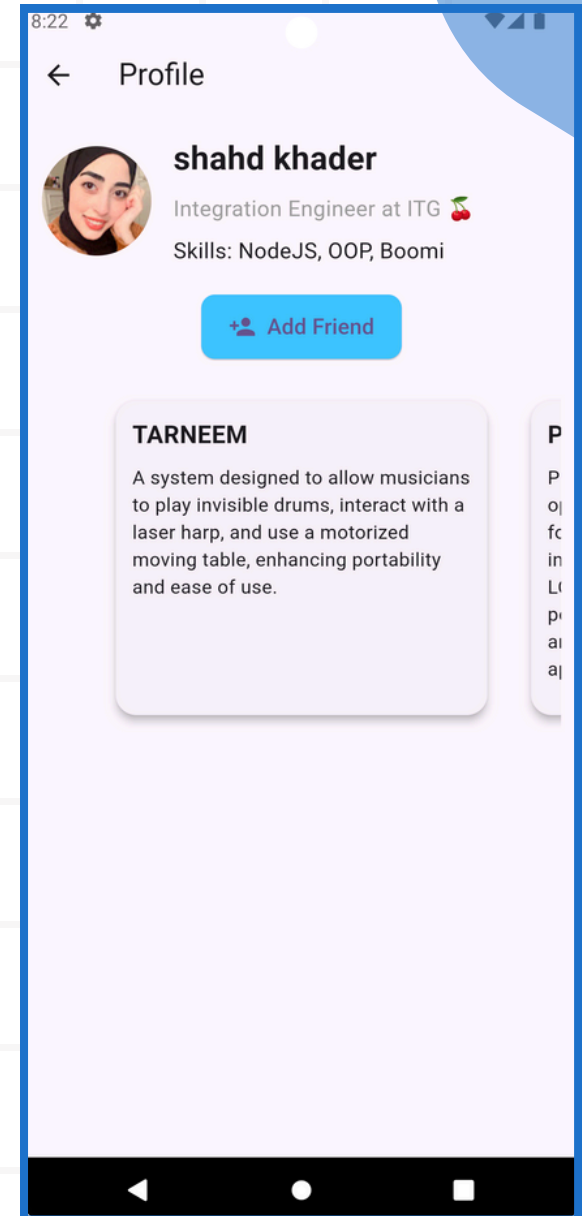 8:22
Profile
shahd khader
Integration Engineer at ITG 🍒
Skills: NodeJS, OOP, Boomi
Add Friend
TARNEEM
A system designed to allow musicians
to play invisible drums, interact with a
laser harp, and use a motorized
moving table, enhancing portability
and ease of use.